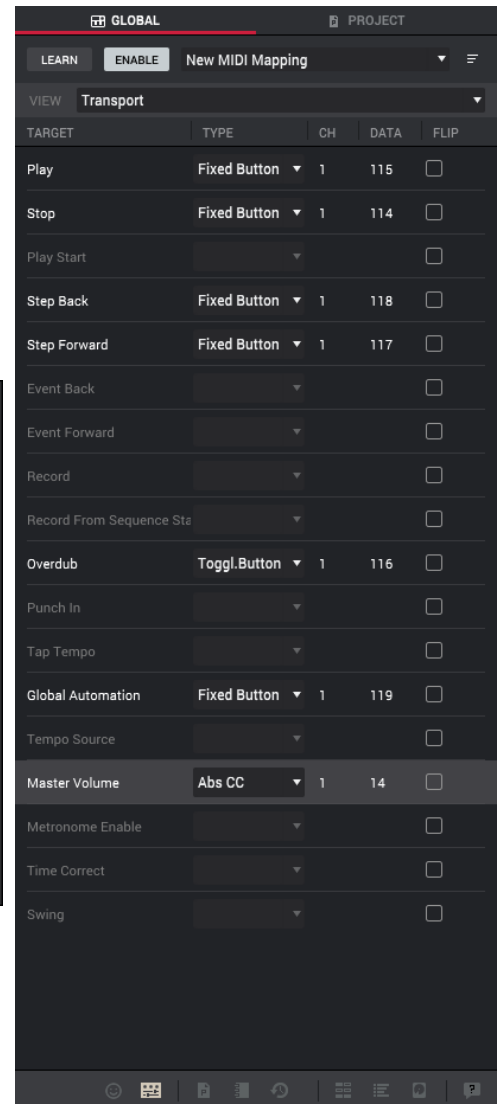 GLOBAL PROJECT
LEARN ENABLE New MIDI Mapping
VIEW Transport
TARGET TYPE CH DATA FLIP
Play Fixed Button 1 115
Stop Fixed Button 1 114
Play Start
Step Back Fixed Button 1 118
Step Forward Fixed Button 1 117
Event Back
Event Forward
Record
Record From Sequence Sta
Overdub Toggl.Button 1 116
Punch In
Tap Tempo
Global Automation Fixed Button 1 119
Tempo Source
Master Volume Abs CC 1 14
Metronome Enable
Time Correct
Swing